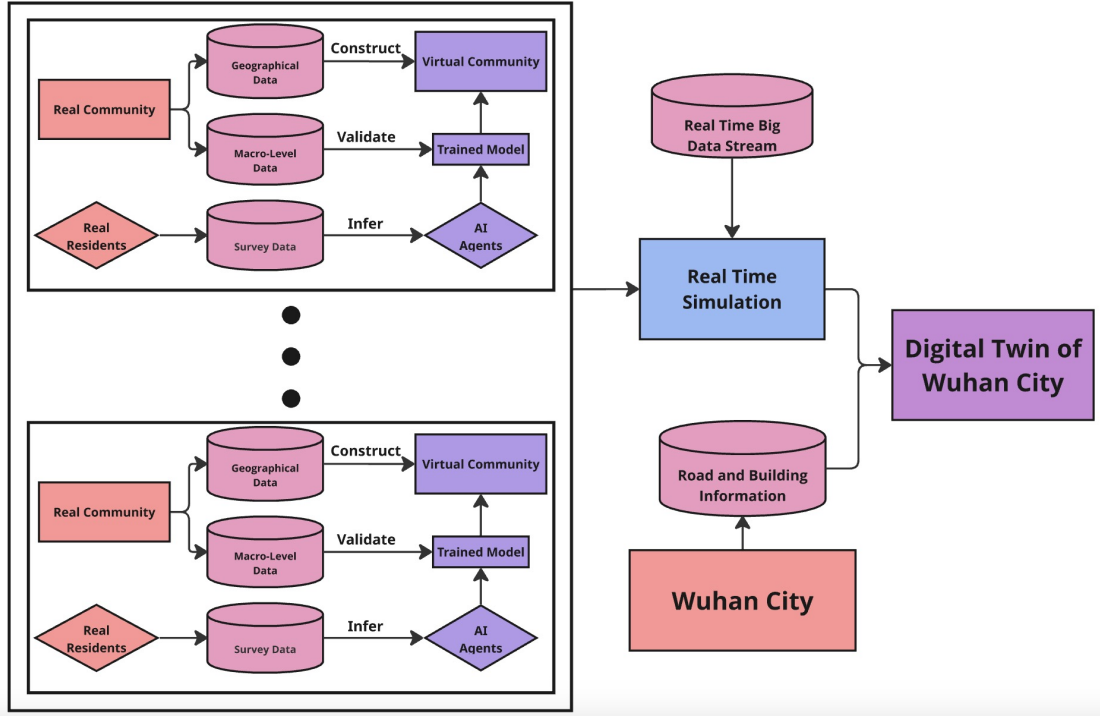 Construct
Geographical
Data
Virtual Community
Real Community
Validate
Macro-Level
Data
Trained Model
Real
Residents
Infer
Survey Data
AI
Agents
Construct
Geographical
Data
Virtual Community
Real Community
Validate
Macro-Level
Data
Trained Model
Real
Residents
Infer
Survey Data
AI
Agents
Real Time Big
Data Stream
Real Time
Simulation
Digital Twin of
Wuhan City
Road and Building
Information
Wuhan City